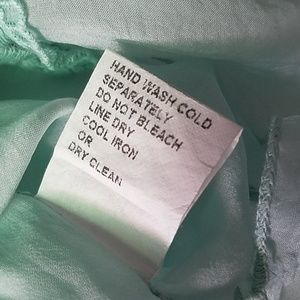 HAND WASH COLD
SEPARATELY
DO NOT BLEACH
LINE DRY
COOL IRON
OR
DRY CLEAN